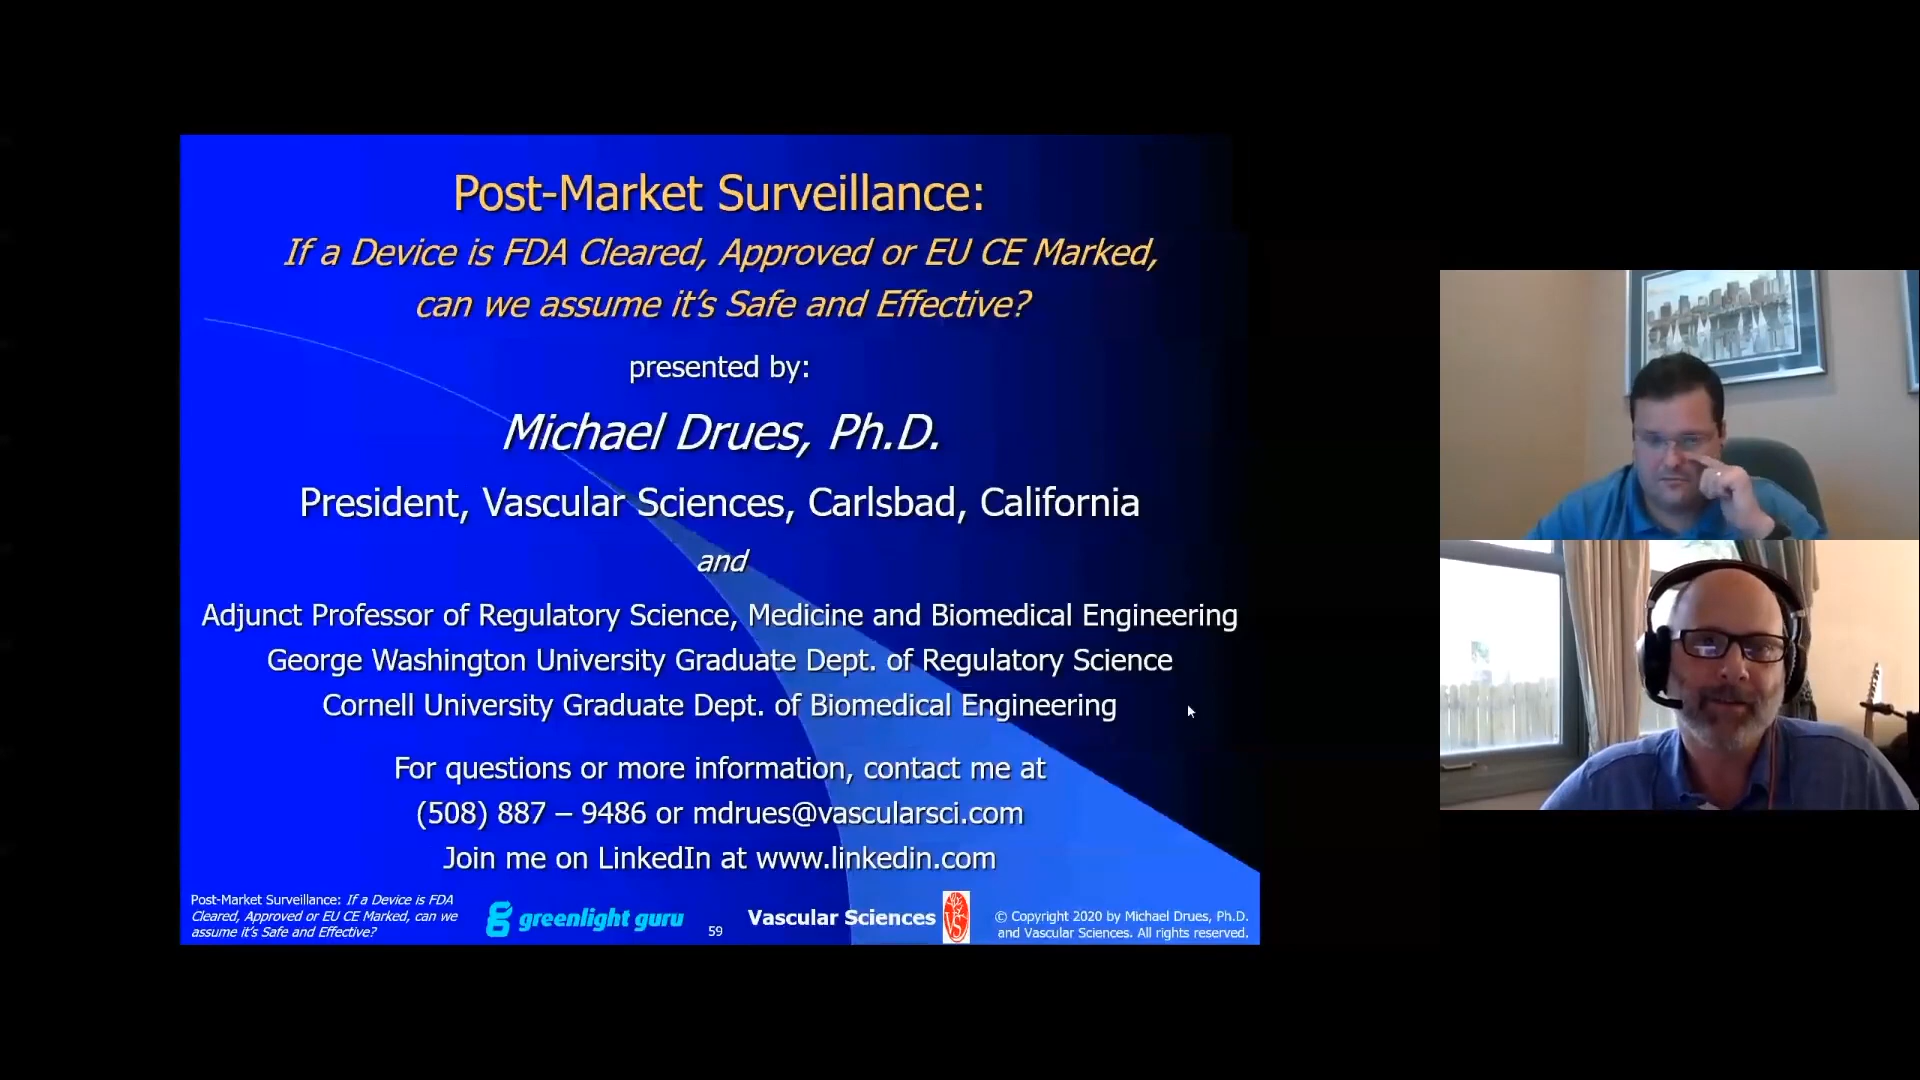 Post-Market Surveillance:
If a Device is FDA Cleared, Approved or EU CE Marked,
can we assume it's Safe and Effective?
presented by:
Michael Drues, Ph.D.
President, Vascular Sciences, Carlsbad, California
and
Adjunct Professor of Regulatory Science, Medicine and Biomedical Engineering
George Washington University Graduate Dept. of Regulatory Science
Cornell University Graduate Dept. of Biomedical Engineering
For questions or more information, contact me at
(508) 887 – 9486 or mdrues@vascularsci.com
Join me on LinkedIn at www.linkedin.com
Post-Market Surveillance: If a Device is FDA
Cleared, Approved or EU CE Marked, can we
assume it's Safe and Effective?
greenlight guru
59
Vascular Sciences
VS
© Copyright 2020 by Michael Drues, Ph.D.
and Vascular Sciences. All rights reserved.